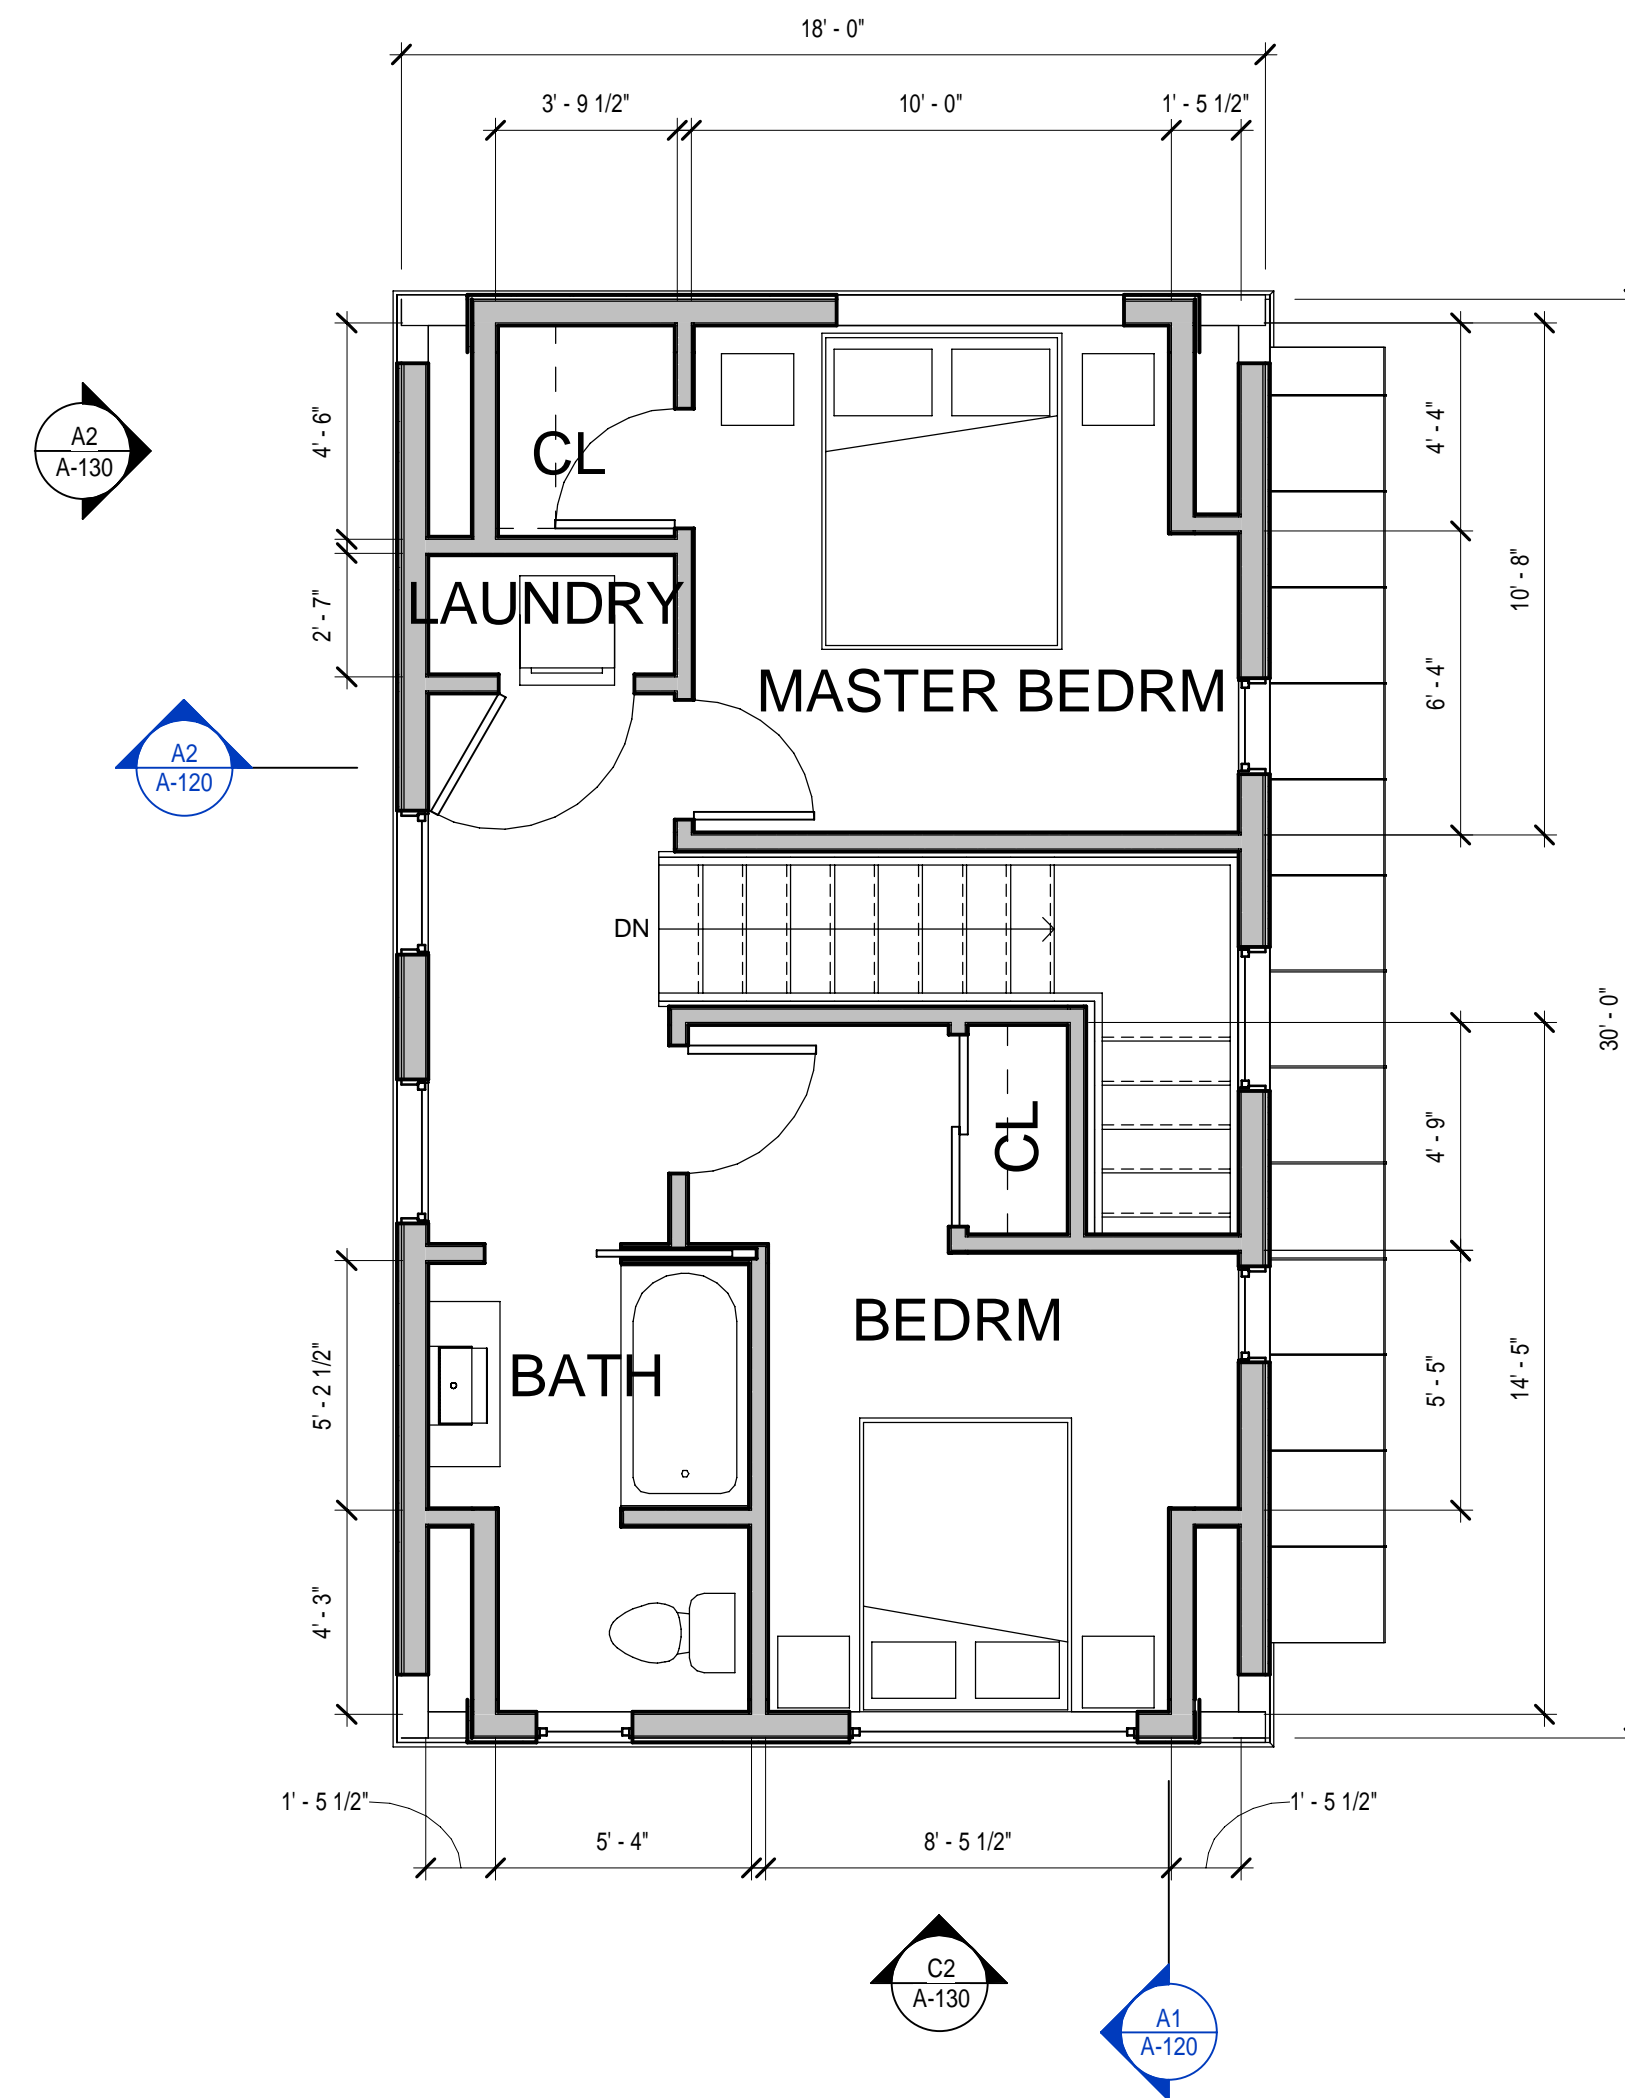 18' - 0"
3' - 9 1/2"
10' - 0"
1' - 5 1/2"
4' - 6"
4' - 4"
A2
A-130
CL
10' - 8"
2' - 7"
LAUNDRY
6' - 4"
MASTER BEDRM
A2
A-120
DN
30' - 0"
4' - 9"
CL
BEDRM
5' - 2 1/2"
BATH
5' - 5"
14' - 5"
4' - 3"
1' - 5 1/2"
1' - 5 1/2"
5' - 4"
8' - 5 1/2"
C2
A-130
A1
A-120